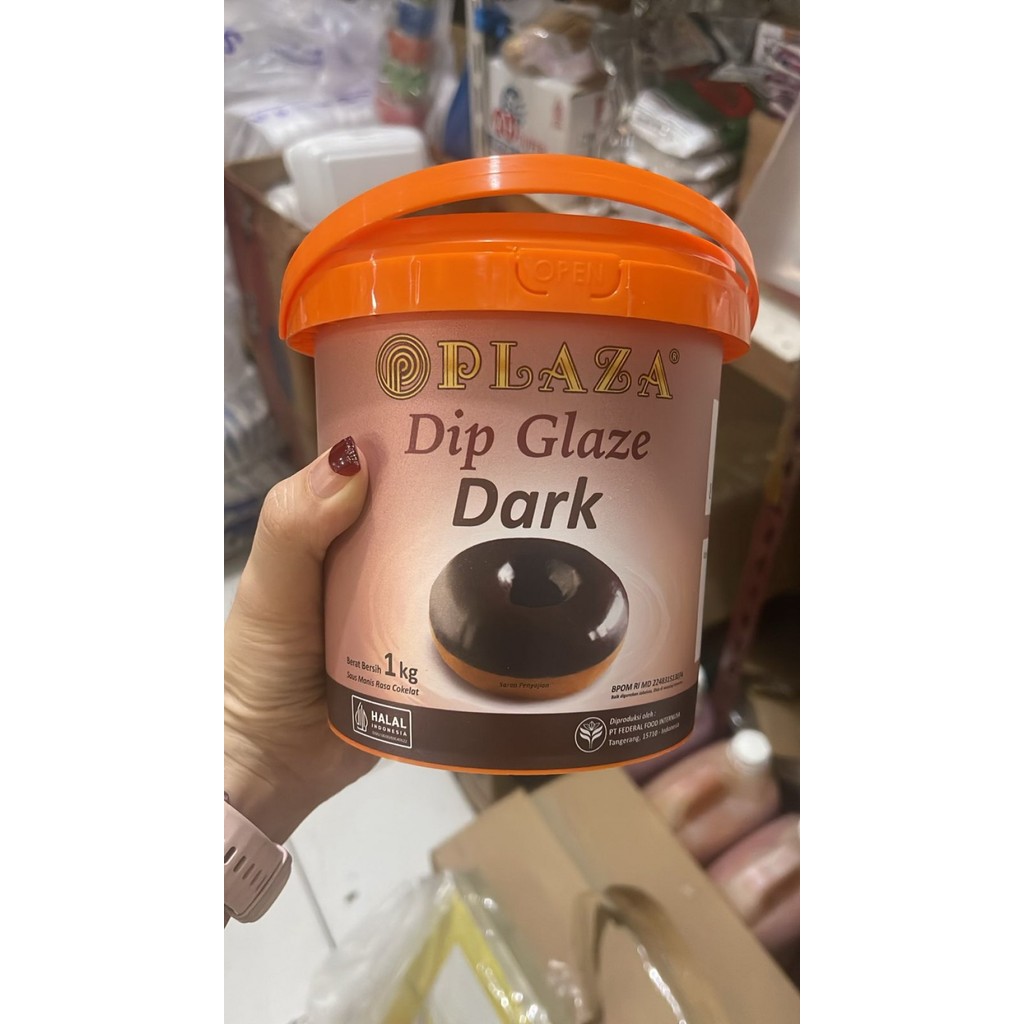 OPEN
PLAZA®
Dip Glaze
Dark
Berat Bersih 1 kg
Saus Manis Rasa Cokelat
Saran Penyajian
BPOM RI MD
HALAL
INDONESIA
Diproduksi oleh :
PT FEDERAL FOOD INTERNUSA
Tangerang, 15710 - Indonesia